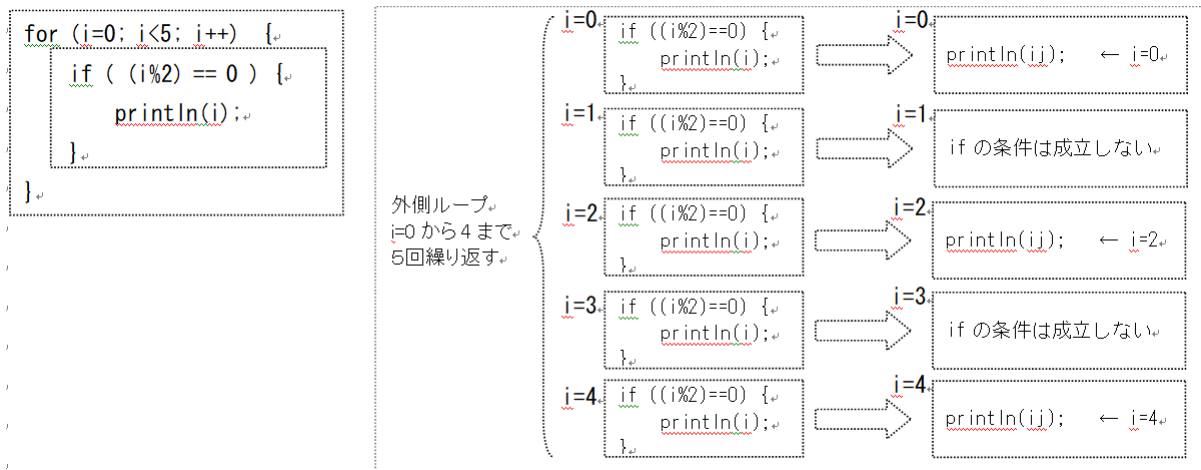 for (i=0; i<5; i++) {
if ( (i%2) == 0 ) {
println(i);
}
}
外側ループ
i=0 から 4 まで
5回繰り返す
i=0
if ((i%2)==0) {
println(i);
}
i=0
println(ij); ← i=0
i=1
if ((i%2)==0) {
println(i);
}
i=1
if の条件は成立しない
i=2
if ((i%2)==0) {
println(i);
}
i=2
println(ij); ← i=2
i=3
if ((i%2)==0) {
println(i);
}
i=3
if の条件は成立しない
i=4
if ((i%2)==0) {
println(i);
}
i=4
println(ij); ← i=4